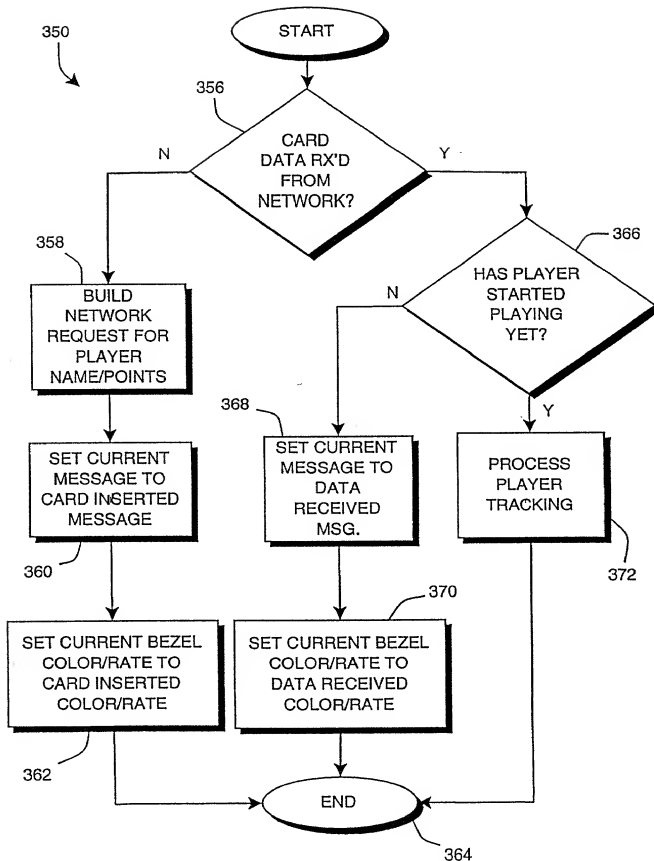 START
350
356
CARD
DATA RX'D
FROM
NETWORK?
N
Y
358
366
BUILD
NETWORK
REQUEST FOR
PLAYER
NAME/POINTS
HAS PLAYER
STARTED
PLAYING
YET?
N
Y
368
SET CURRENT
MESSAGE TO
CARD INSERTED
MESSAGE
360
SET CURRENT
MESSAGE TO
DATA
RECEIVED
MSG.
PROCESS
PLAYER
TRACKING
372
370
SET CURRENT BEZEL
COLOR/RATE TO
CARD INSERTED
COLOR/RATE
362
SET CURRENT BEZEL
COLOR/RATE TO
DATA RECEIVED
COLOR/RATE
END
364